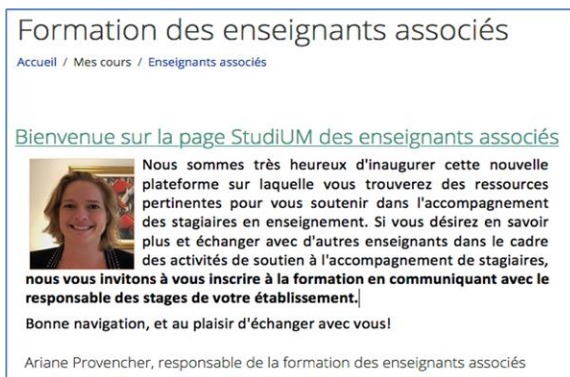 Formation des enseignants associés
Accueil / Mes cours / Enseignants associés
Bienvenue sur la page StudiUM des enseignants associés
Nous sommes très heureux d'inaugurer cette nouvelle
plateforme sur laquelle vous trouverez des ressources
pertinentes pour vous soutenir dans l'accompagnement
des stagiaires en enseignement. Si vous désirez en savoir
plus et échanger avec d'autres enseignants dans le cadre
des activités de soutien à l'accompagnement de stagiaires,
nous vous invitons à vous inscrire à la formation en communiquant avec le
responsable des stages de votre établissement.
Bonne navigation, et au plaisir d'échanger avec vous!
Ariane Provencher, responsable de la formation des enseignants associés